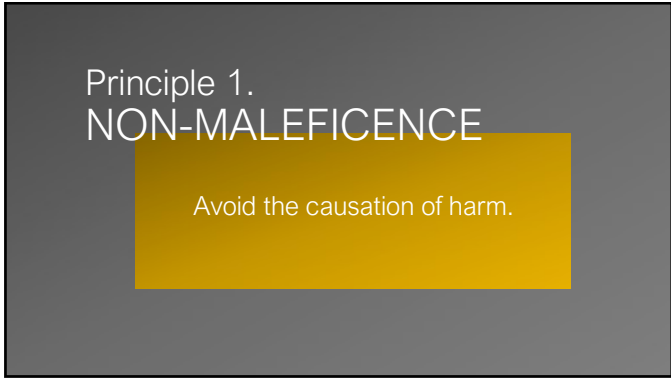 Principle 1.
NON-MALEFICENCE
Avoid the causation of harm.